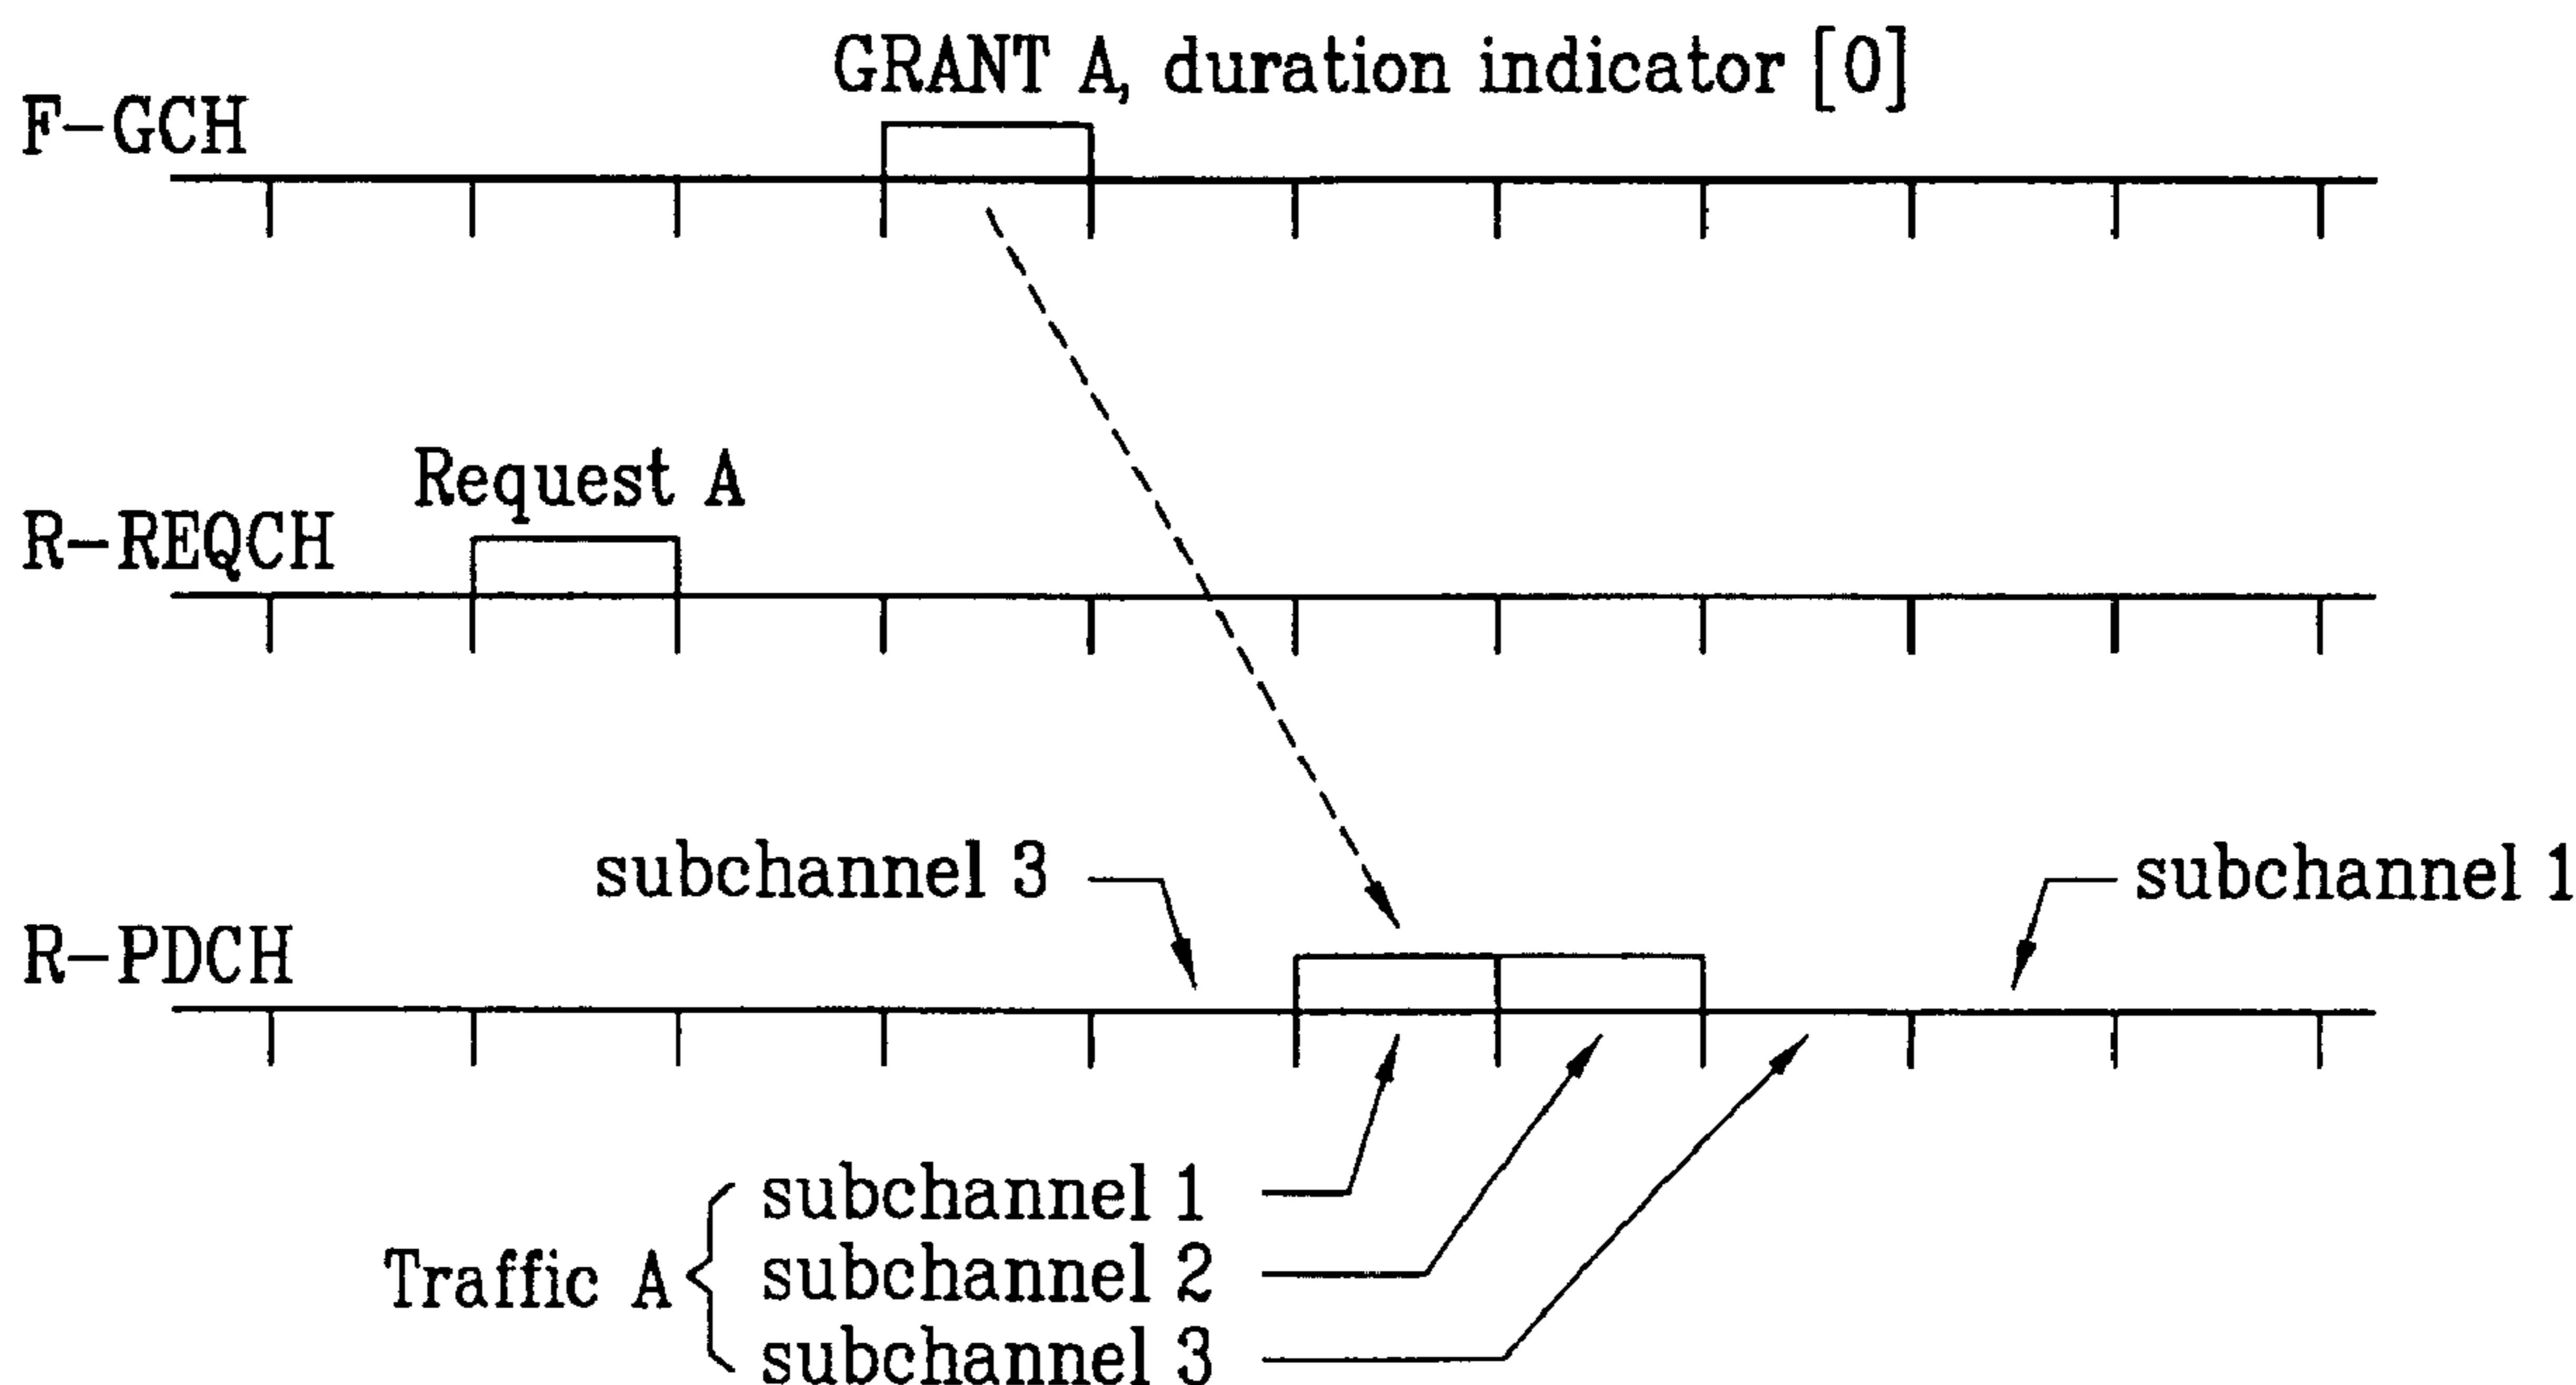 GRANT A, duration indicator [0]
F-GCH
Request A
R-REQCH
subchannel 3
subchannel 1
R-PDCH
subchannel 1
Traffic A
subchannel 2
subchannel 3